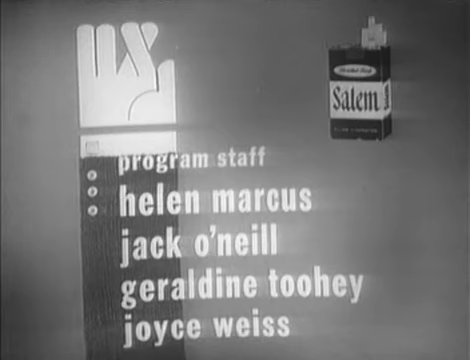 Salem
program staff
helen marcus
jack o'neill
geraldine toohey
joyce weiss